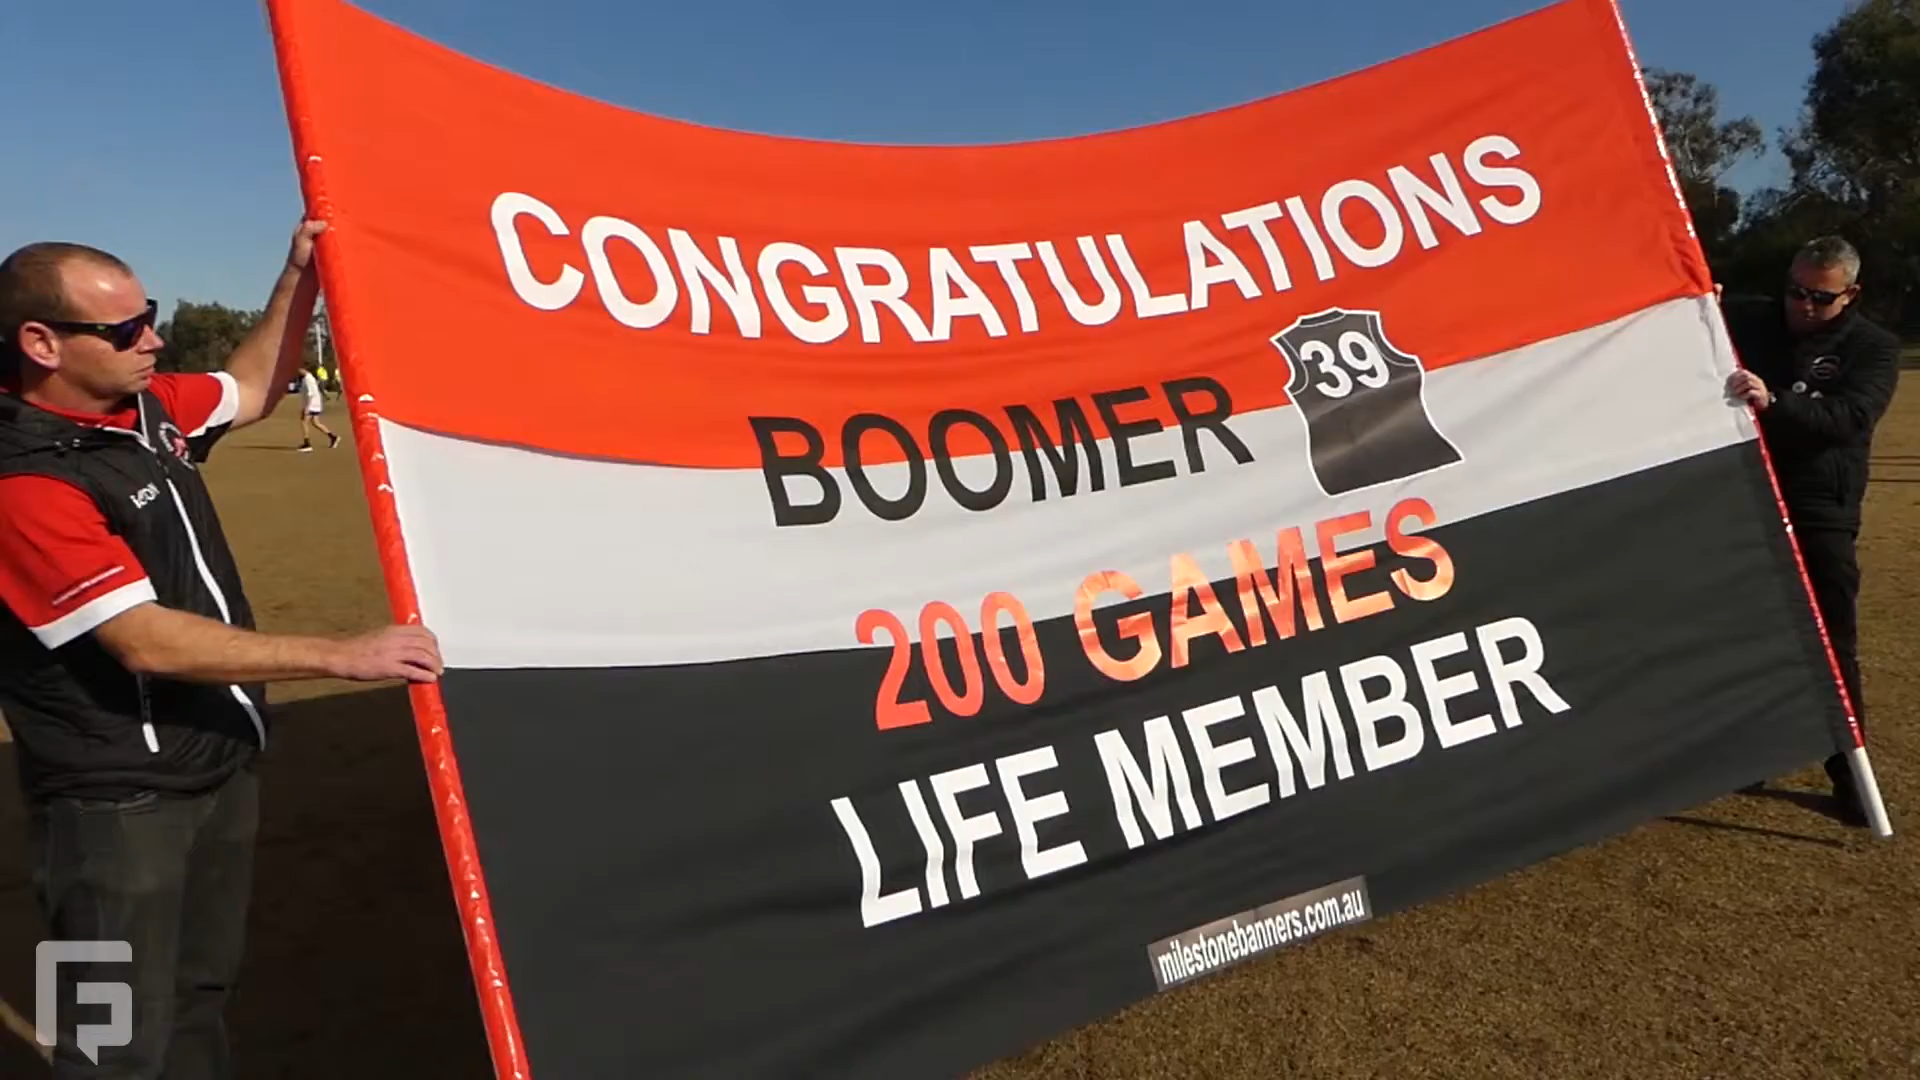 CONGRATULATIONS
BOOMER
39
200 GAMES
LIFE MEMBER
milestonebanners.com.au